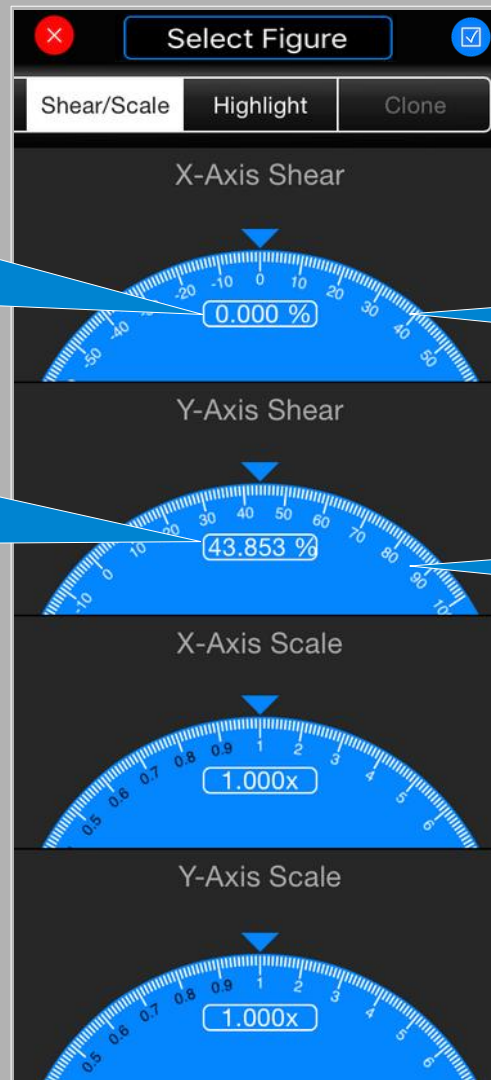 Select Figure
Shear/Scale Highlight Clone
X-Axis Shear
-50 -40 -20 -10 0 10 20 30 40 50
0.000 %
Y-Axis Shear
-10 0 10 20 30 40 50 60 70 80 90
43.853 %
X-Axis Scale
0.5 0.6 0.7 0.8 0.9 1 2 3 4 5 6
1.000x
Y-Axis Scale
0.5 0.6 0.7 0.8 0.9 1 2 3 4 5 6
1.000x